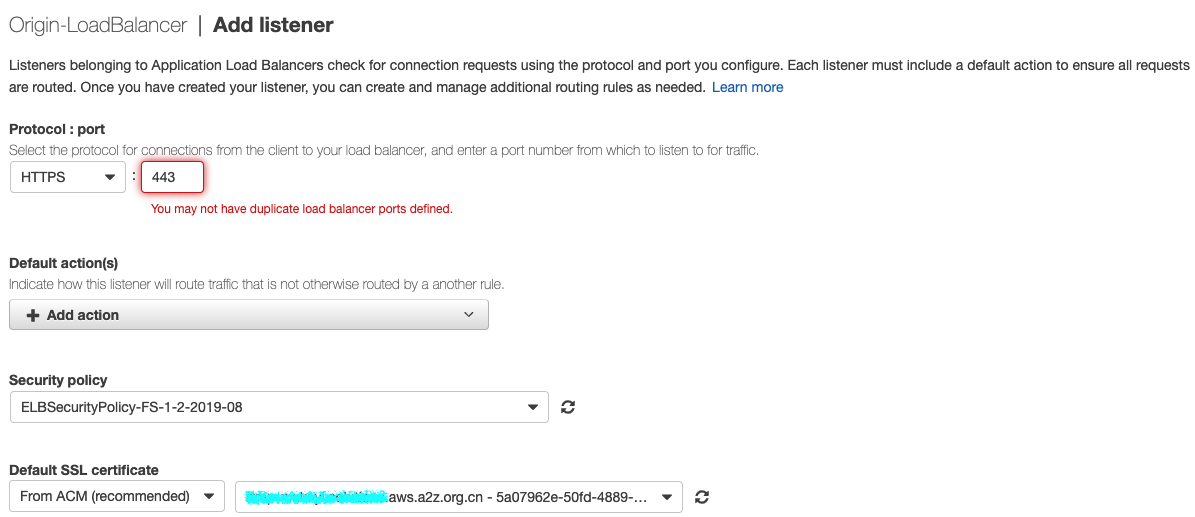 Origin-LoadBalancer | Add listener
Listeners belonging to Application Load Balancers check for connection requests using the protocol and port you configure. Each listener must include a default action to ensure all requests
are routed. Once you have created your listener, you can create and manage additional routing rules as needed. Learn more
Protocol : port
Select the protocol for connections from the client to your load balancer, and enter a port number from which to listen to for traffic.
HTTPS : 443
You may not have duplicate load balancer ports defined.
Default action(s)
Indicate how this listener will route traffic that is not otherwise routed by a another rule.
Add action
Security policy
ELBSecurityPolicy-FS-1-2-2019-08
Default SSL certificate
From ACM (recommended) aws.a2z.org.cn - 5a07962e-50fd-4889-...